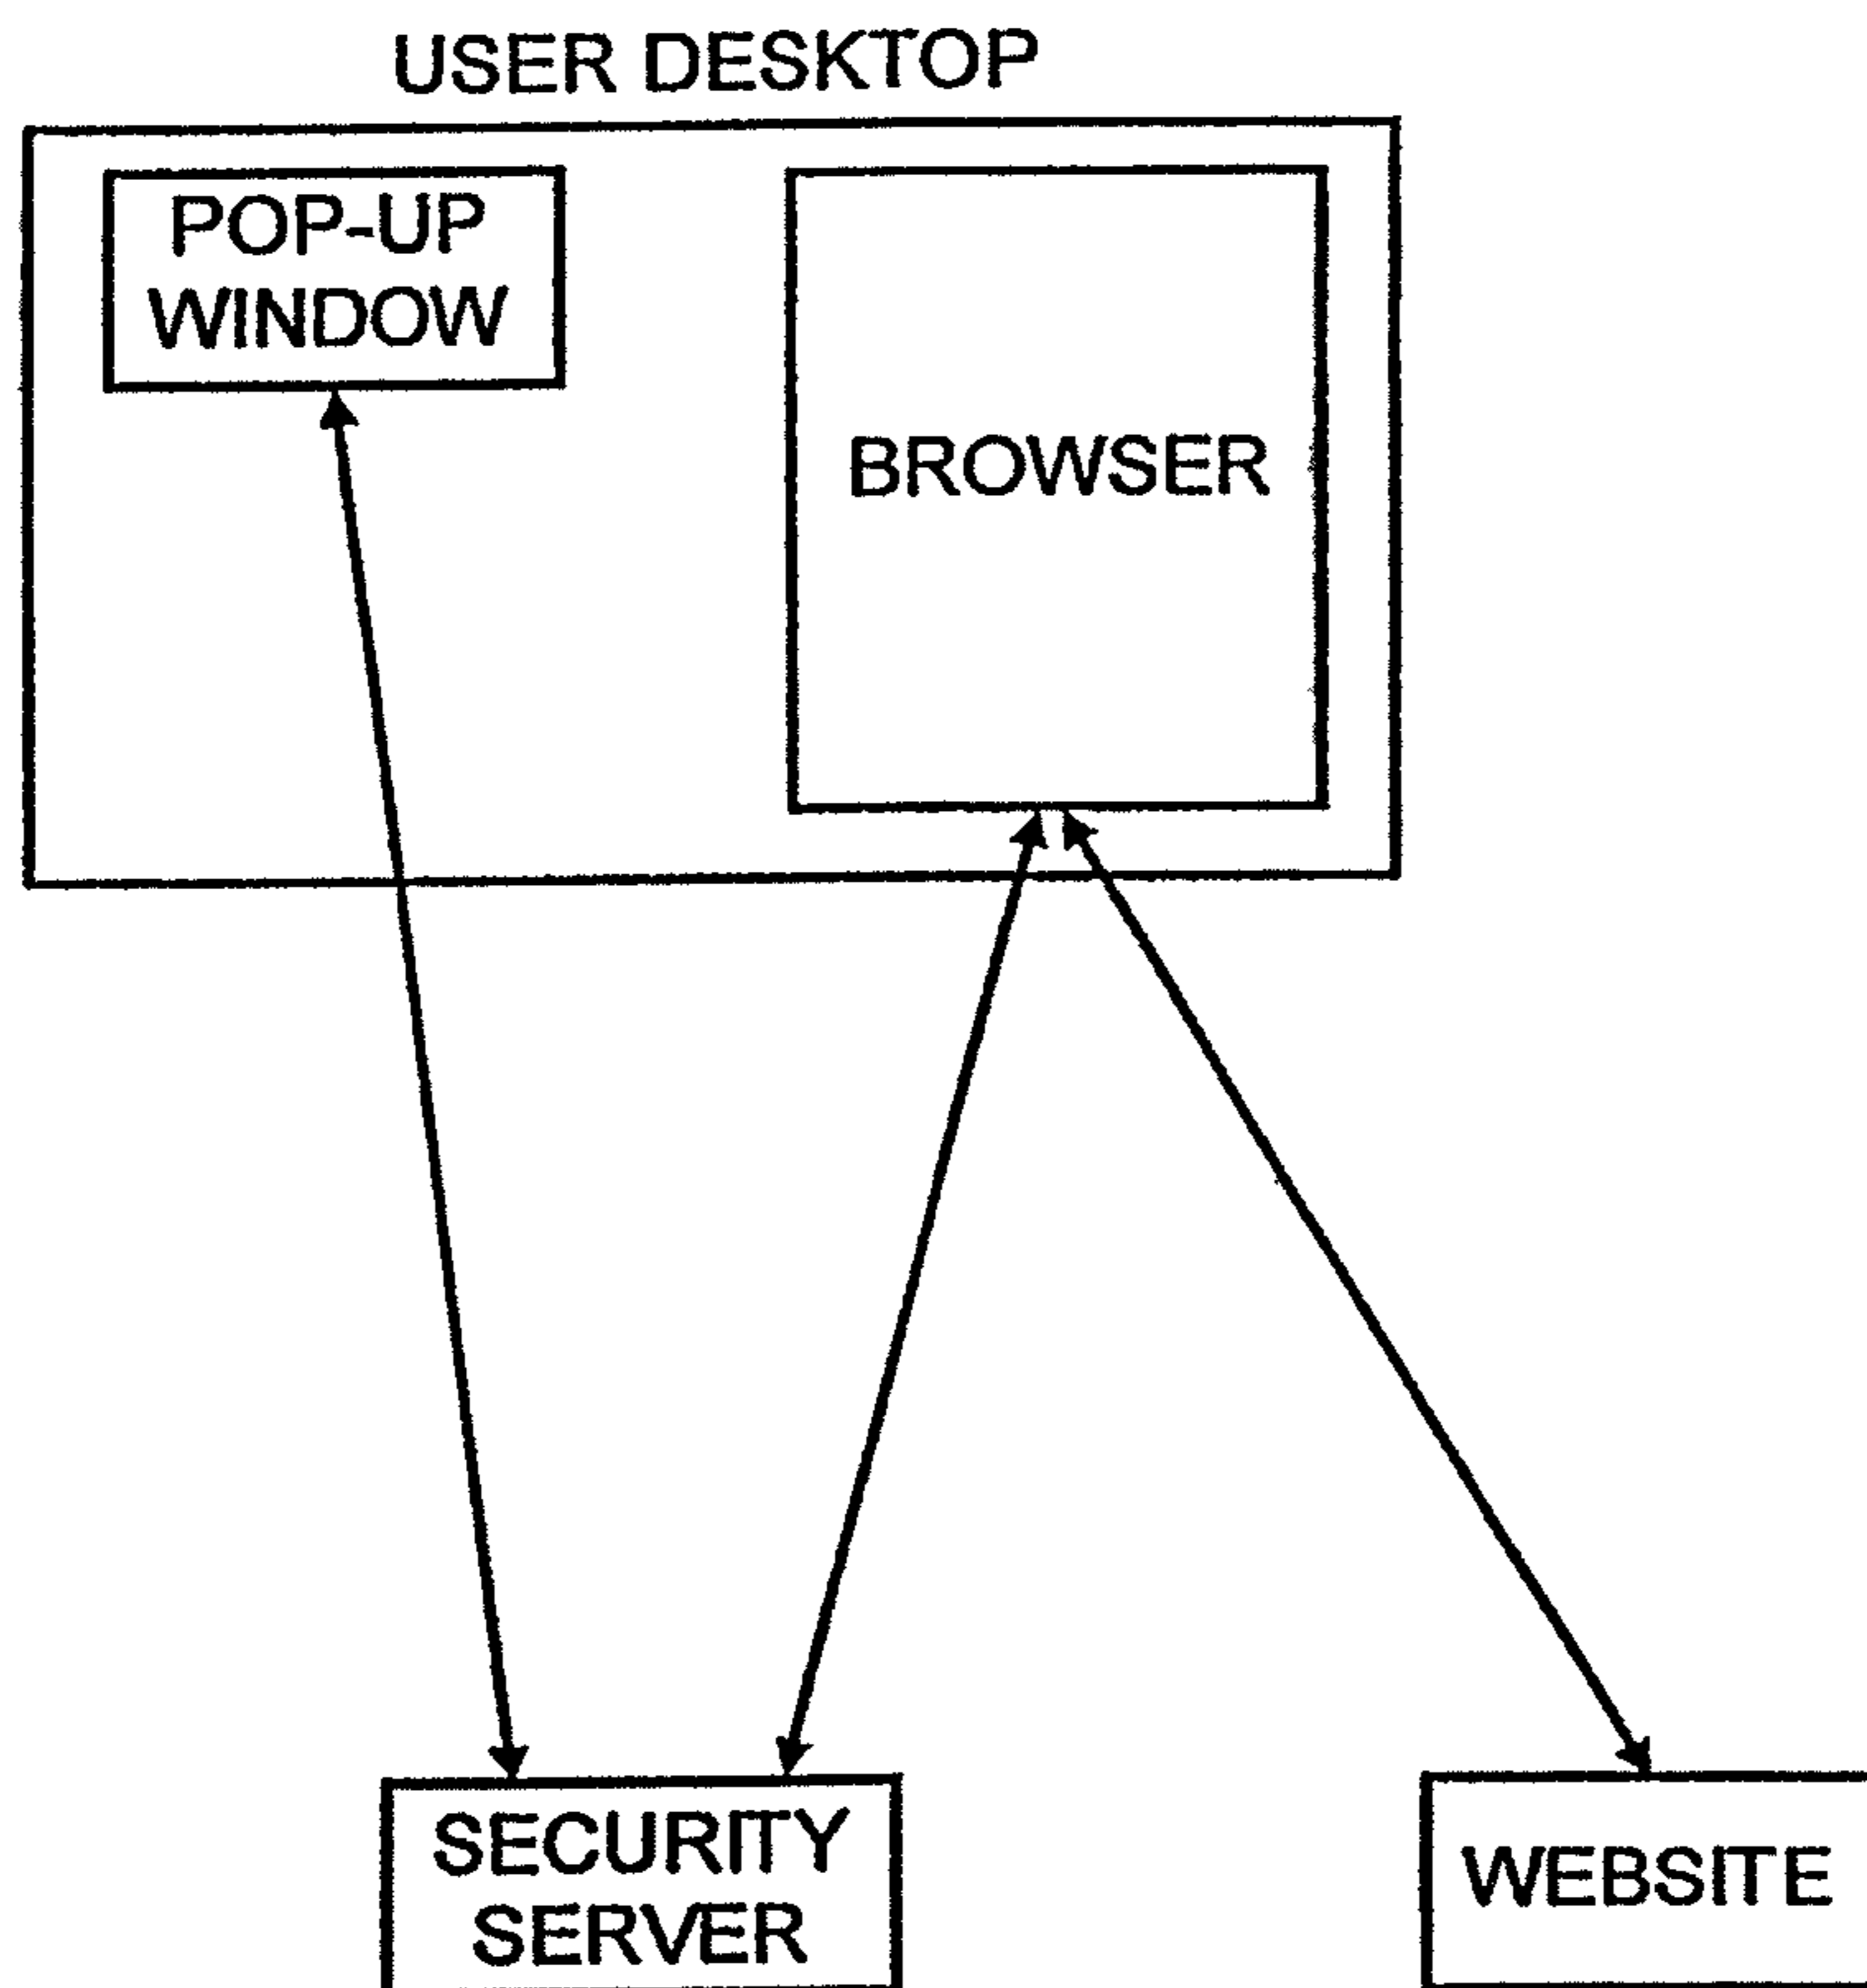 USER DESKTOP
POP-UP
WINDOW
BROWSER
SECURITY
SERVER
WEBSITE